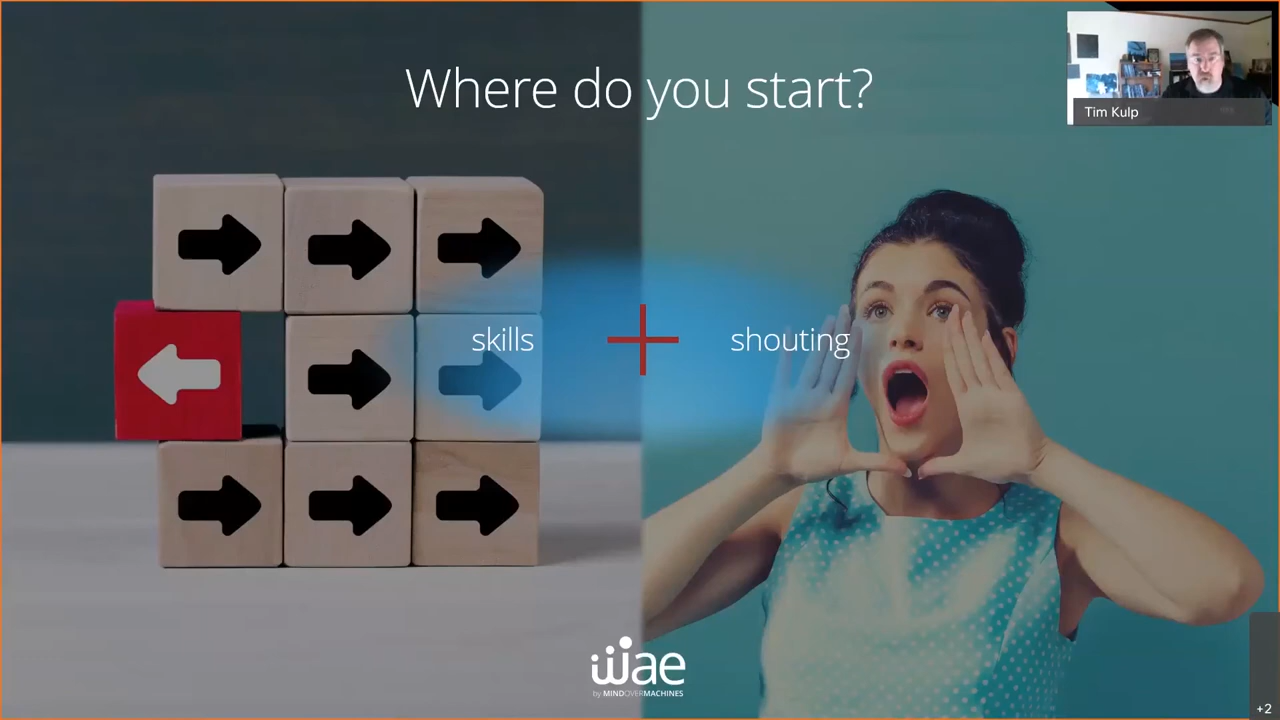 Where do you start?
Tim Kulp
skills
shouting
wae
by MINDOVERMACHINES
+2